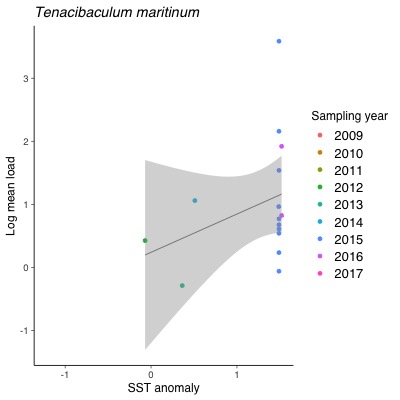 Tenacibaculum maritinum
Log mean load
3
2
1
0
-1
-1 0 1
SST anomaly
Sampling year
2009
2010
2011
2012
2013
2014
2015
2016
2017